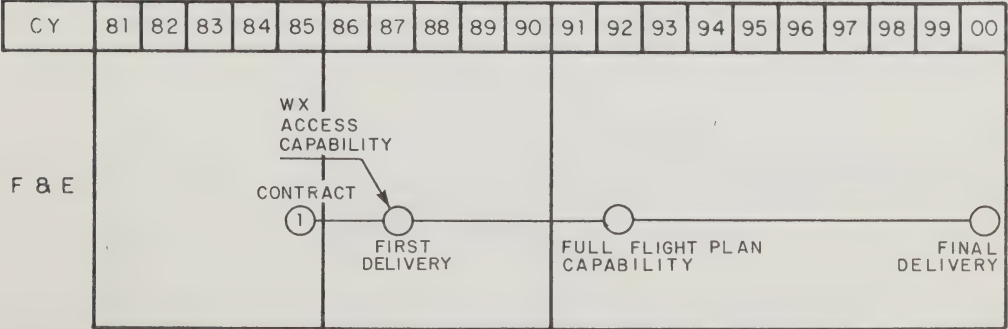 CY 81 82 83 84 85 86 87 88 89 90 91 92 93 94 95 96 97 98 99 00
WX
ACCESS
CAPABILITY
F & E
CONTRACT
1
FIRST
DELIVERY
FULL FLIGHT PLAN
CAPABILITY
FINAL
DELIVERY